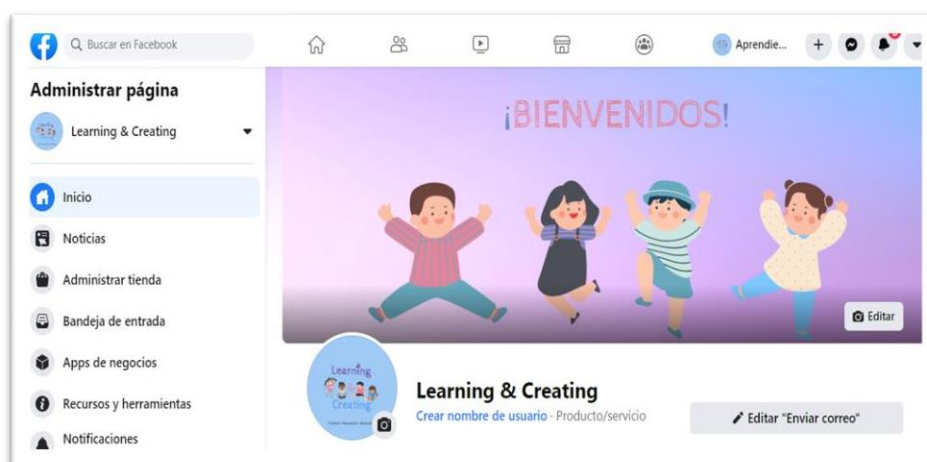 Buscar en Facebook
Aprendie...
Administrar página
Learning & Creating
Inicio
Noticias
Administrar tienda
Bandeja de entrada
Apps de negocios
Recursos y herramientas
Notificaciones
¡BIENVENIDOS!
Editar
Learning
Creating
Learning & Creating
Crear nombre de usuario · Producto/servicio
Editar "Enviar correo"